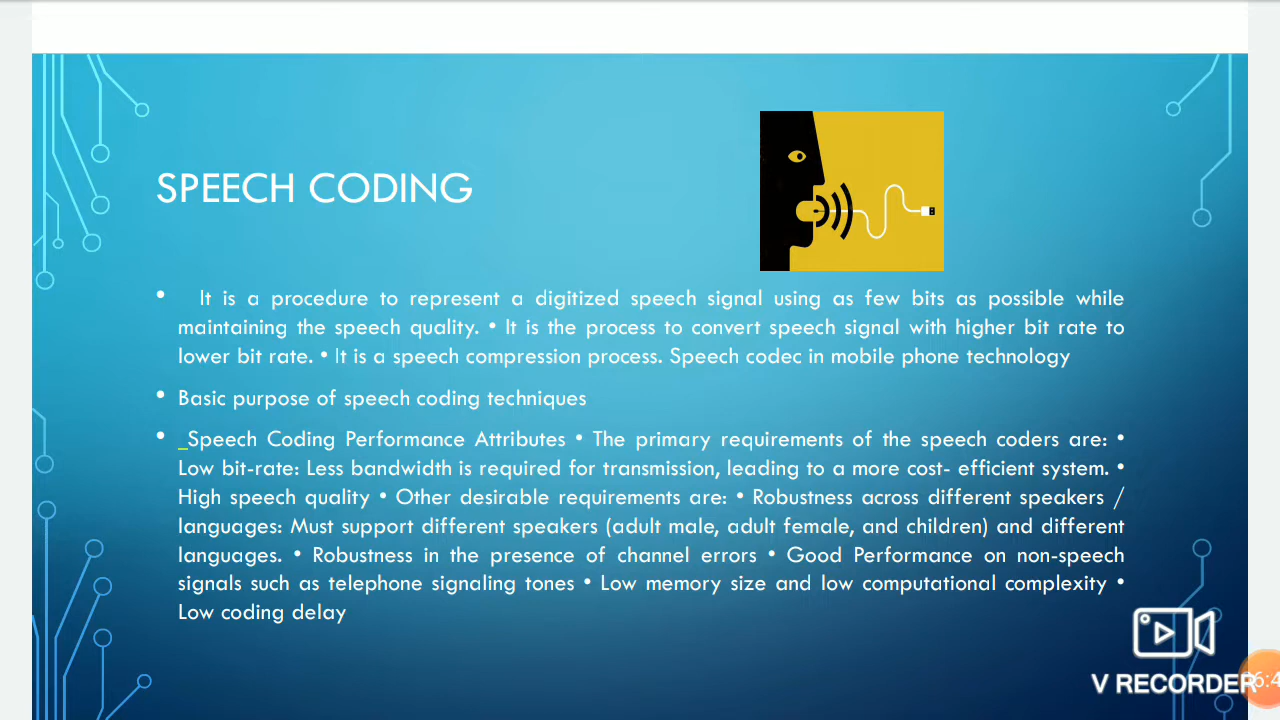 SPEECH CODING
• It is a procedure to represent a digitized speech signal using as few bits as possible while
maintaining the speech quality. • It is the process to convert speech signal with higher bit rate to
lower bit rate. • It is a speech compression process. Speech codec in mobile phone technology
• Basic purpose of speech coding techniques
• _Speech Coding Performance Attributes • The primary requirements of the speech coders are: •
Low bit-rate: Less bandwidth is required for transmission, leading to a more cost- efficient system. •
High speech quality • Other desirable requirements are: • Robustness across different speakers /
languages: Must support different speakers (adult male, adult female, and children) and different
languages. • Robustness in the presence of channel errors • Good Performance on non-speech
signals such as telephone signaling tones • Low memory size and low computational complexity •
Low coding delay
V RECORDER